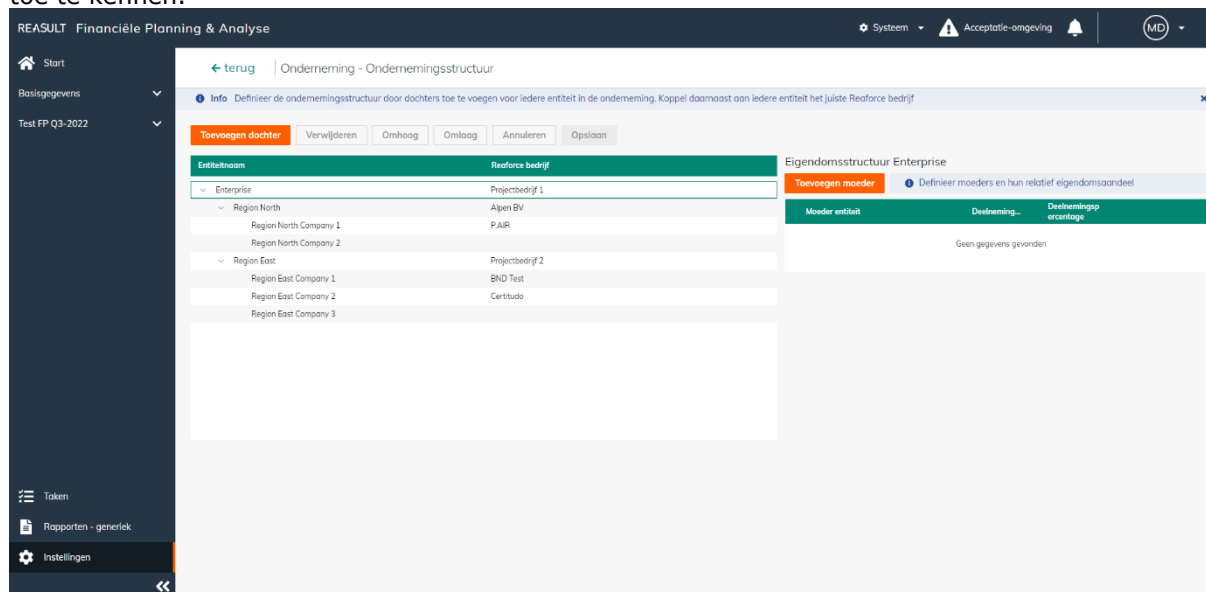 toe te kennen.
REASULT Financiële Planning & Analyse
Systeem
Acceptatie-omgeving
MD
Start
Basisgegevens
Test FP Q3-2022
terug
Onderneming - Ondernemingsstructuur
Info Definieer de ondernemingsstructuur door dochters toe te voegen voor iedere entiteit in de onderneming. Koppel daarnaast aan iedere entiteit het juiste Reaforce bedrijf
Toevoegen dochter Verwijderen Omhoog Omlaag Annuleren Opslaan
Entiteitnaam Reaforce bedrijf
Enterprise Projectbedrijf 1
Region North Alpen BV
Region North Company 1 P.AIR
Region North Company 2
Region East Projectbedrijf 2
Region East Company 1 BND Test
Region East Company 2 Certitudo
Region East Company 3
Eigendomsstructuur Enterprise
Toevoegen moeder Definieer moeders en hun relatief eigendomsaandeel
Moeder entiteit Deelneming... Deelnemingsp
ercentage
Geen gegevens gevonden
Taken
Rapporten - generiek
Instellingen